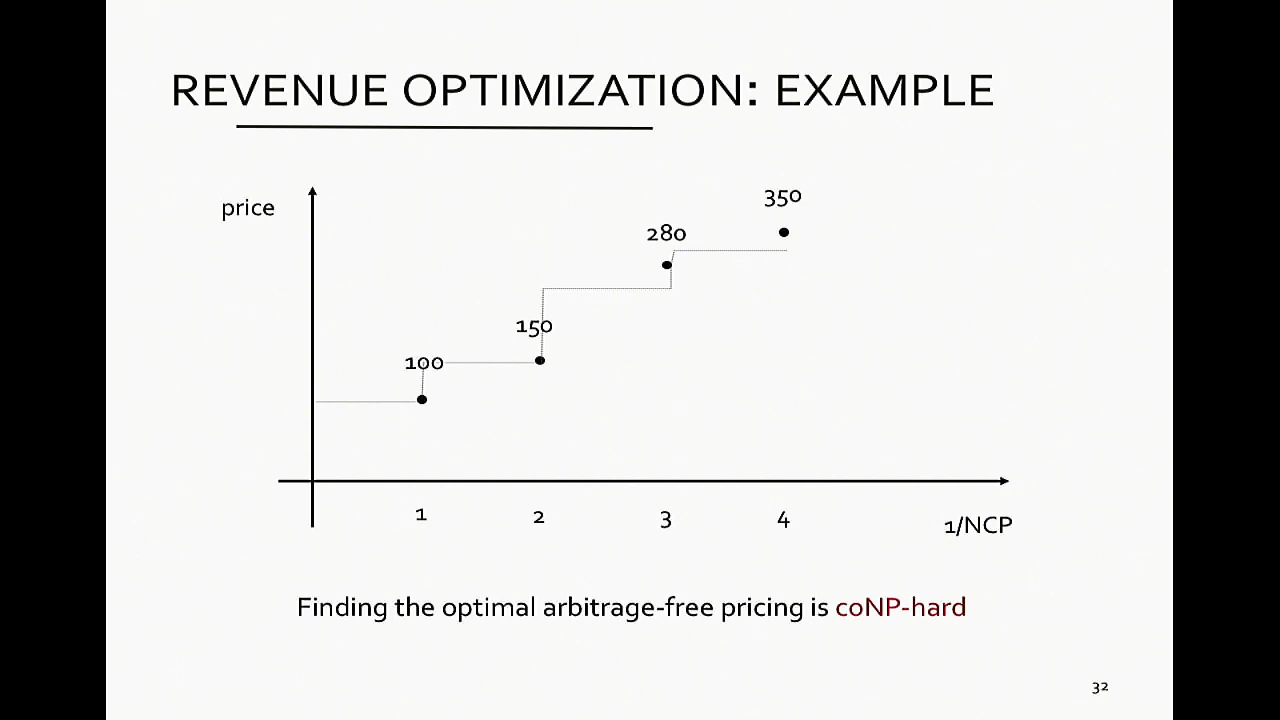 REVENUE OPTIMIZATION: EXAMPLE
price
350
280
150
100
1 2 3 4
1/NCP
Finding the optimal arbitrage-free pricing is coNP-hard
32